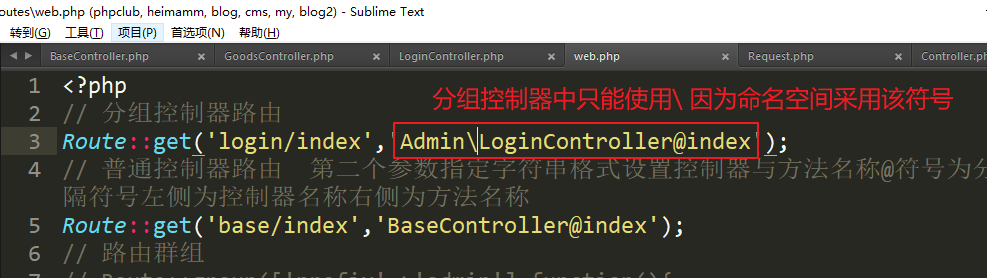 outes\web.php (phpclub, heimamm, blog, cms, my, blog2) - Sublime Text
转到(G) 工具(T) 项目(P) 首选项(N) 帮助(H)
BaseController.php × GoodsController.php × LoginController.php × web.php × Request.php × Controller.php
1 <?php
分组控制器中只能使用\ 因为命名空间采用该符号
2 // 分组控制器路由
3 Route::get('login/index','Admin\LoginController@index');
4 // 普通控制器路由 第二个参数指定字符串格式设置控制器与方法名称@符号为分
隔符号左侧为控制器名称右侧为方法名称
5 Route::get('base/index','BaseController@index');
6 // 路由群组